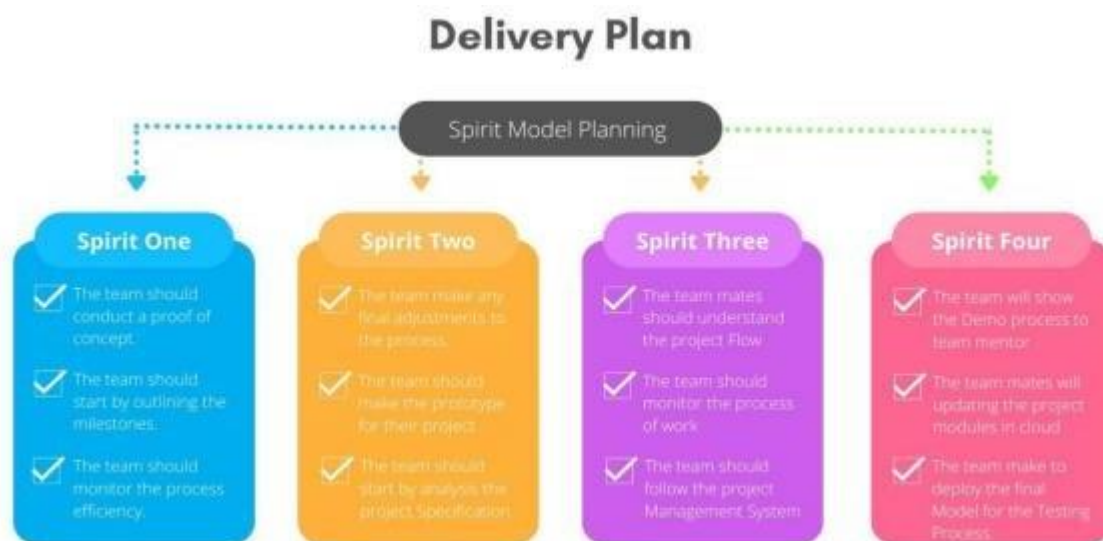 Delivery Plan
Spirit Model Planning
Spirit One
The team should
conduct a proof of
concept.
The team should
start by outlining the
milestones.
The team should
monitor the process
efficiency.
Spirit Two
The team make any
final adjustments to
the process.
The team should
make the prototype
for their project
The team should
start by analysis the
project Specification
Spirit Three
The team mates
should understand
the project Flow
The team should
monitor the process
of work
The team should
follow the project
Management System
Spirit Four
The team will show
the Demo process to
team mentor
The team mates will
updating the project
modules in cloud
The team make to
deploy the final
Model for the Testing
Process